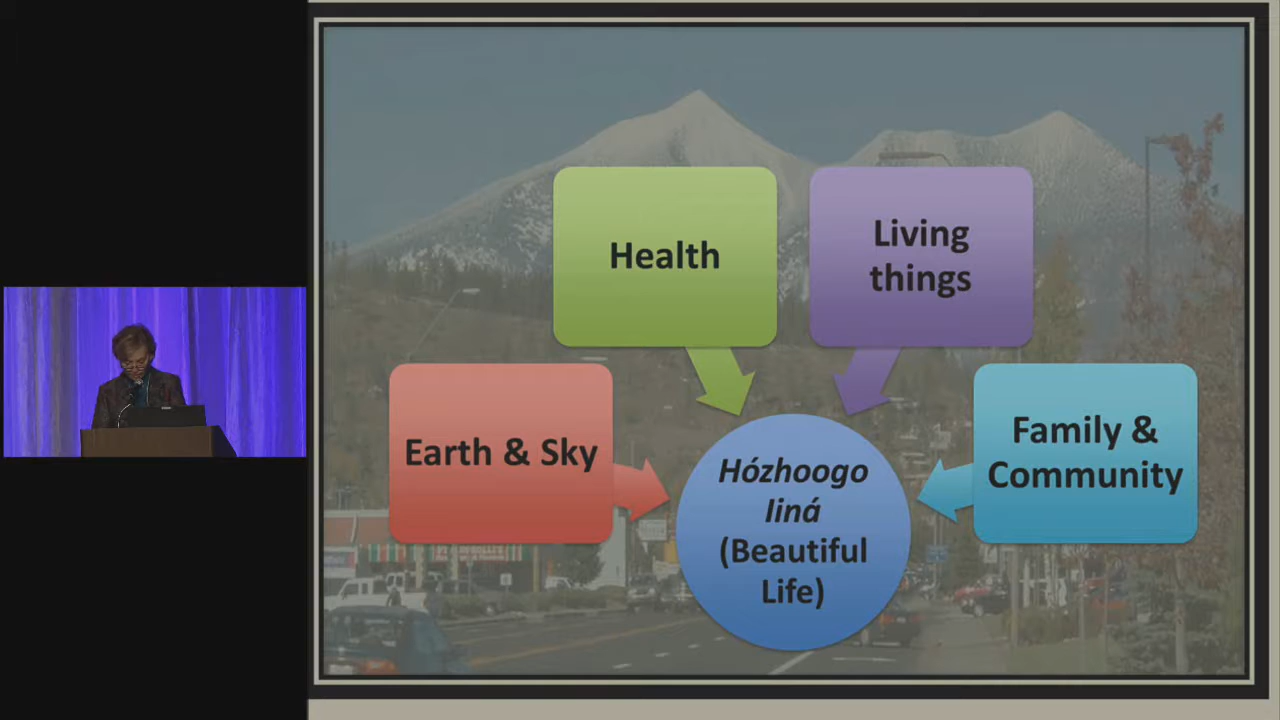 Health
Living
things
Earth & Sky
Family &
Community
Hózhoogo
Iiná
(Beautiful
Life)